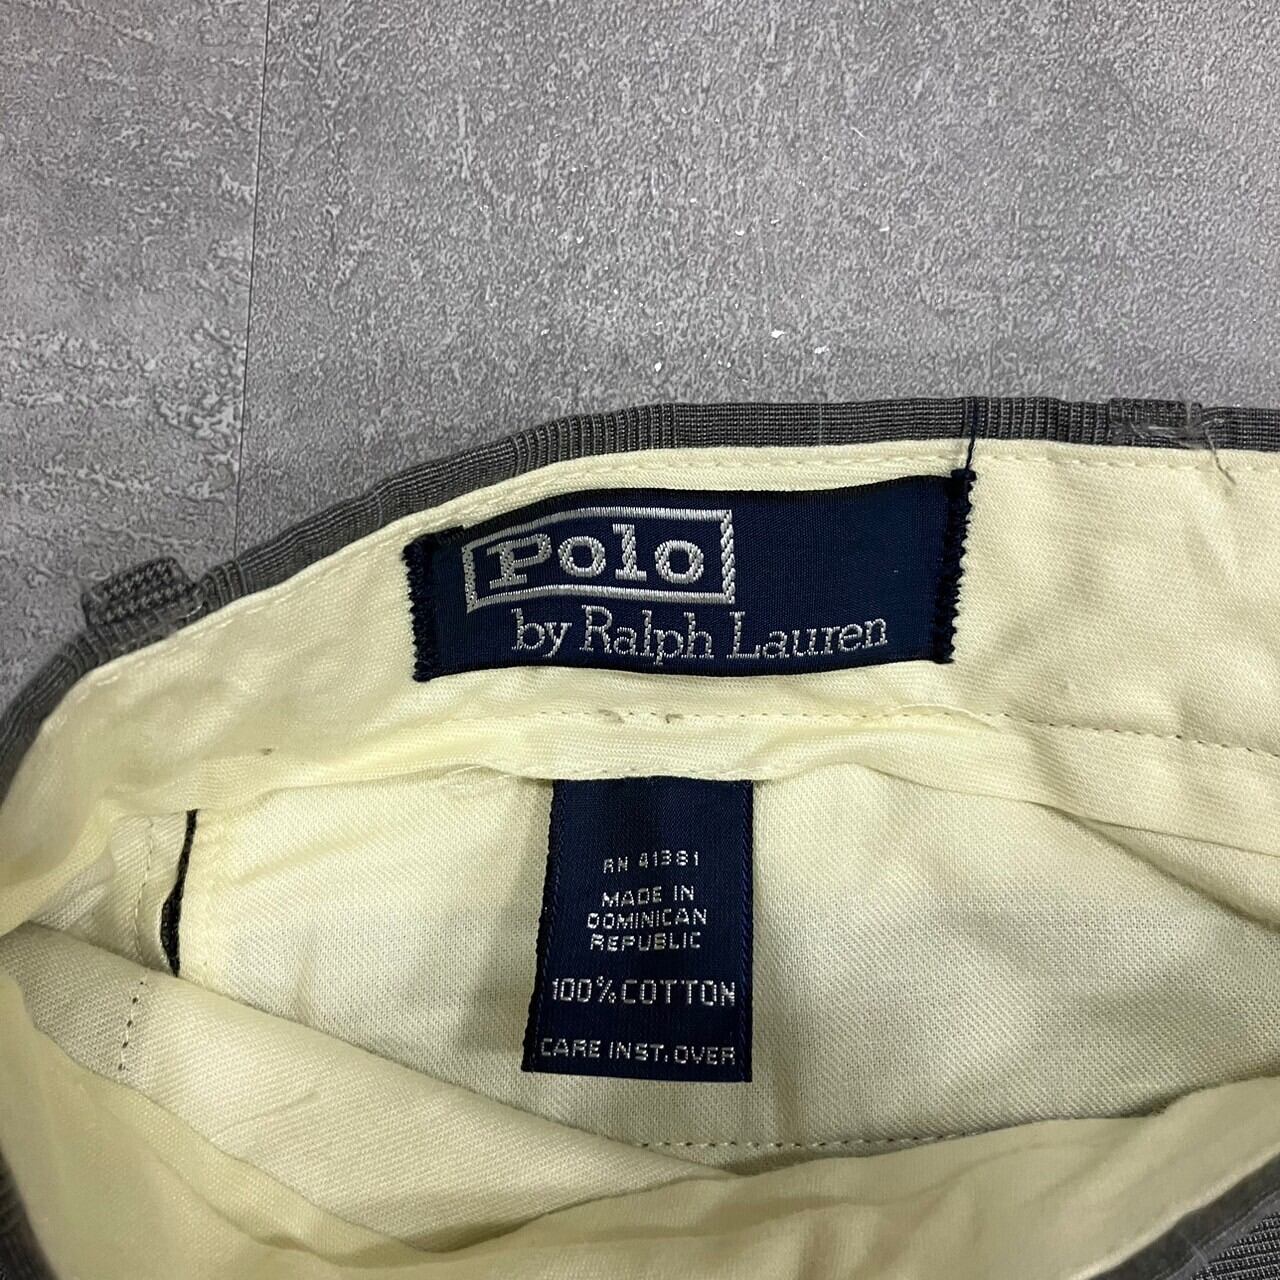 Polo
by Ralph Lauren
RN 41381
MADE IN
DOMINICAN
REPUBLIC
100% COTTON
CARE INST. OVER